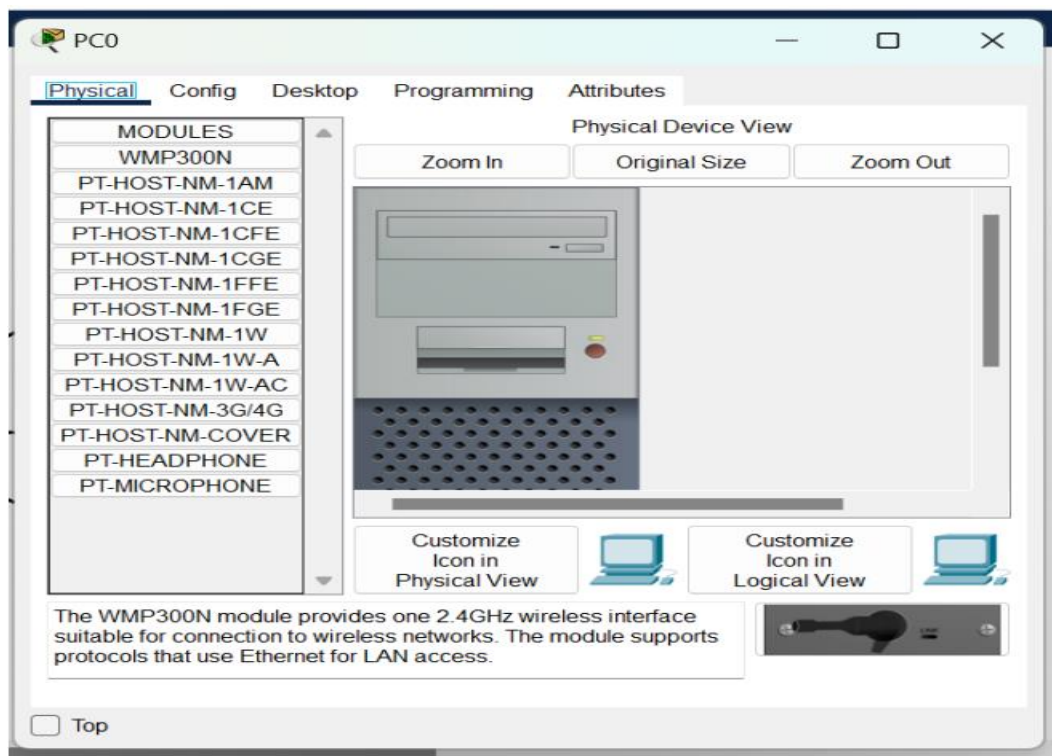 PC0
Physical Config Desktop Programming Attributes
MODULES
WMP300N
PT-HOST-NM-1AM
PT-HOST-NM-1CE
PT-HOST-NM-1CFE
PT-HOST-NM-1CGE
PT-HOST-NM-1FFE
PT-HOST-NM-1FGE
PT-HOST-NM-1W
PT-HOST-NM-1W-A
PT-HOST-NM-1W-AC
PT-HOST-NM-3G/4G
PT-HOST-NM-COVER
PT-HEADPHONE
PT-MICROPHONE
Physical Device View
Zoom In Original Size Zoom Out
Customize
Icon in
Physical View
Customize
Icon in
Logical View
The WMP300N module provides one 2.4GHz wireless interface
suitable for connection to wireless networks. The module supports
protocols that use Ethernet for LAN access.
Top